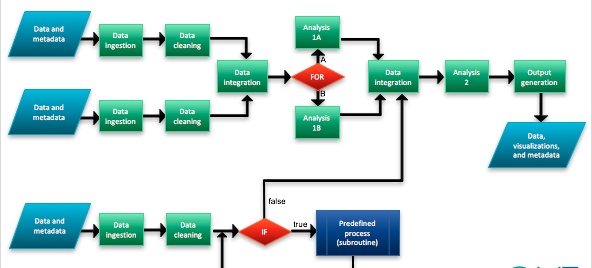 Data and
metadata
Data
ingestion
Data
cleaning
Data
integration
Analysis
1A
A
FOR
B
Analysis
1B
Data
integration
Analysis
2
Output
generation
Data and
metadata
Data
ingestion
Data
cleaning
Data,
visualizations,
and metadata
false
Data and
metadata
Data
ingestion
Data
cleaning
IF
true
Predefined
process
(subroutine)